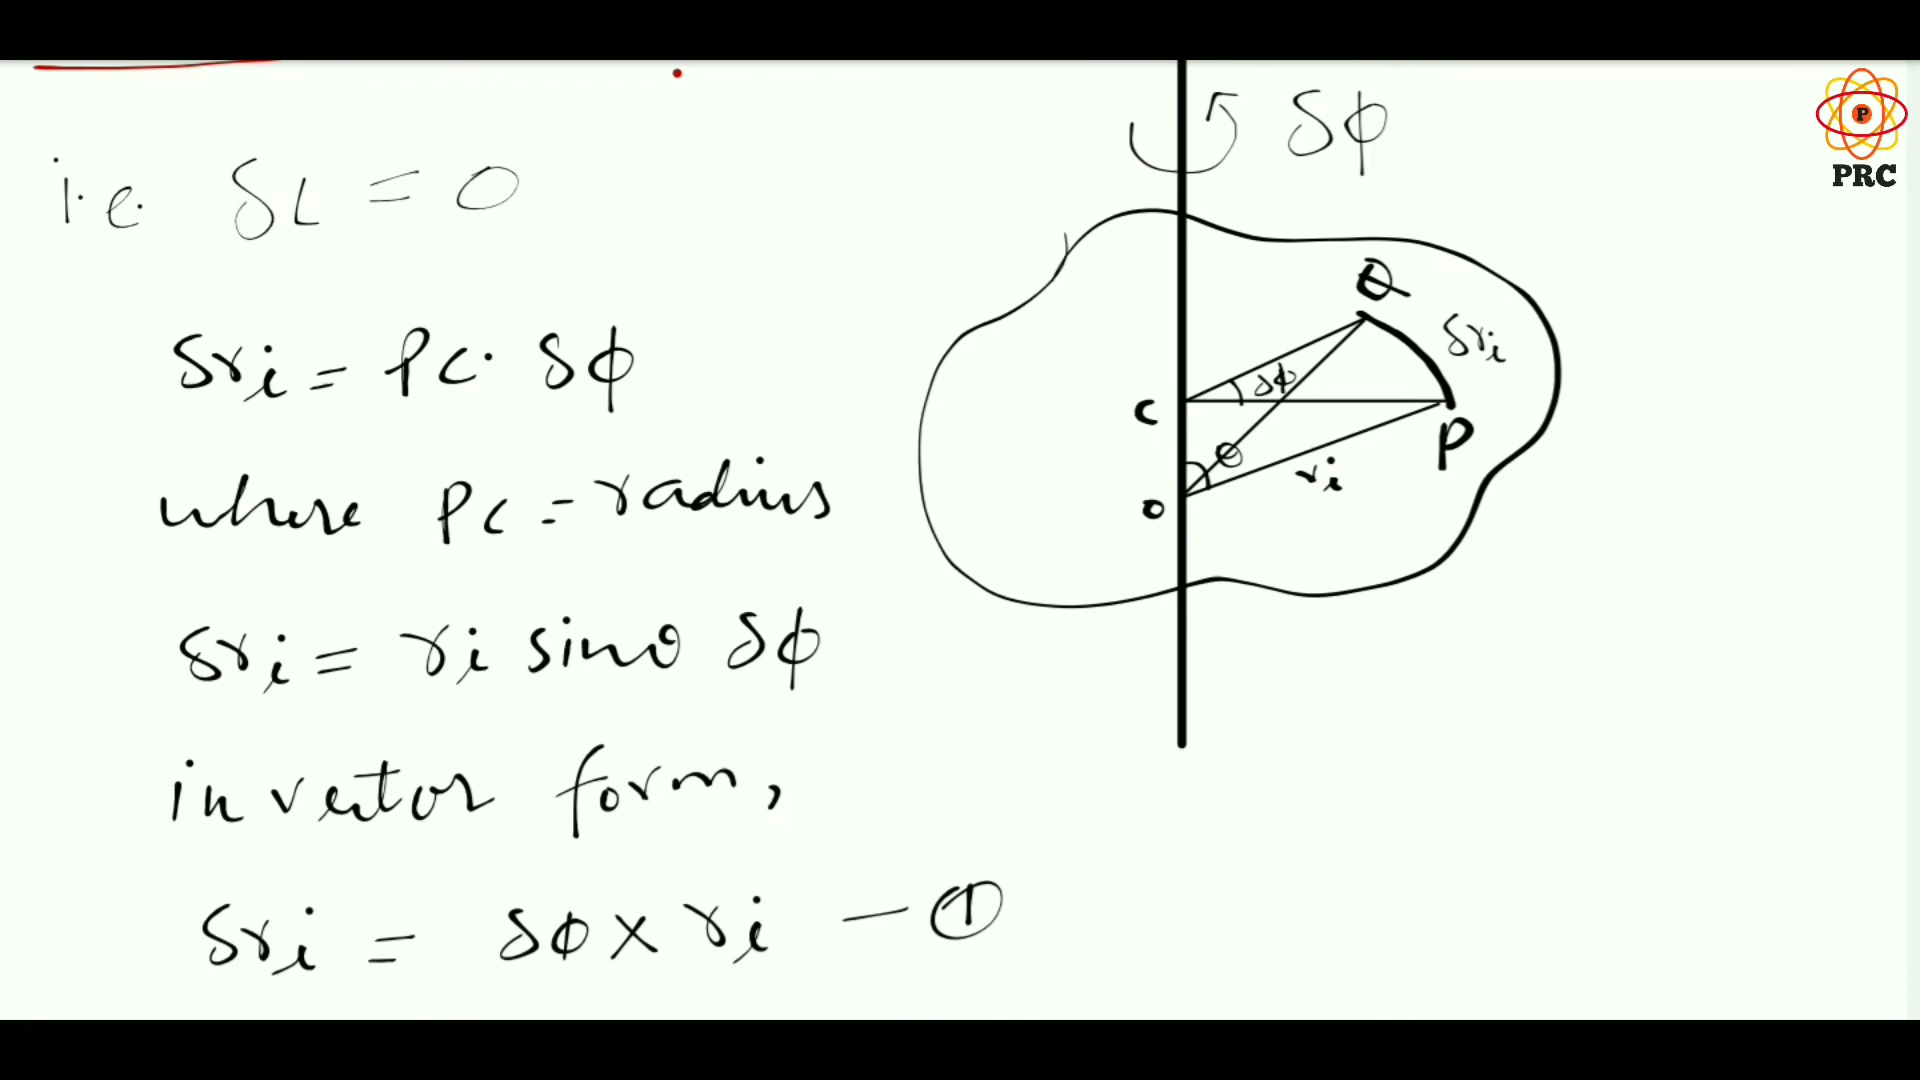 i.e. δL = 0
δφ
P
PRC
Q
δri
δri = PC. δφ
δφ
C
P
θ
ri
where PC = radius
O
δri = ri sinθ δφ
in vector form,
δri = δφ × ri — ①